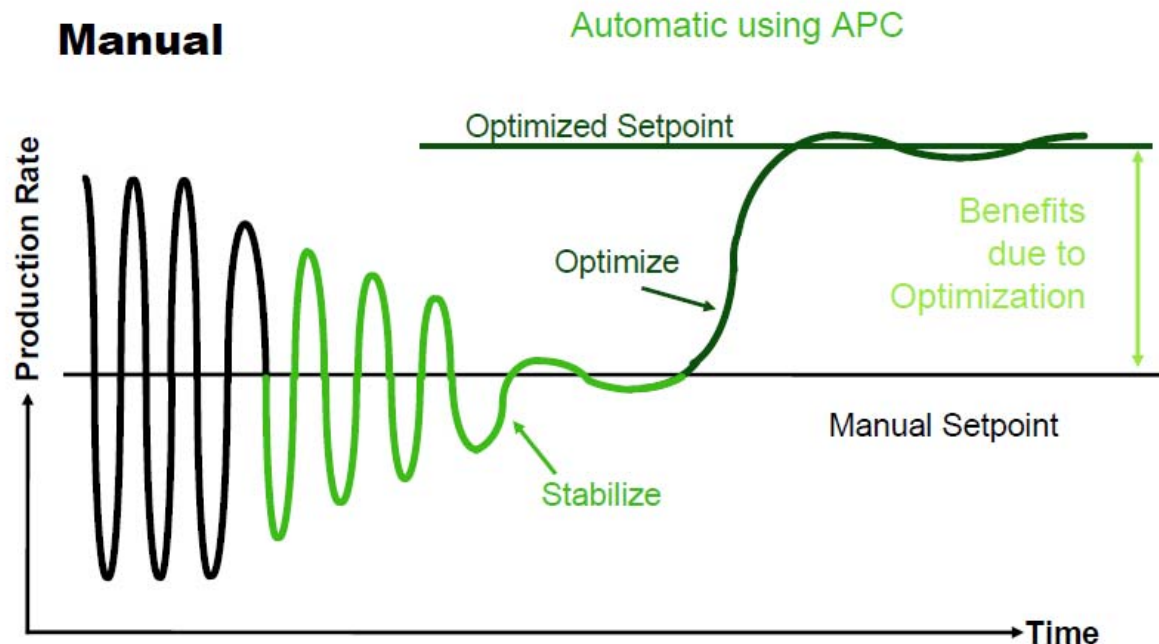 Manual
Automatic using APC
Optimized Setpoint
Production Rate
Benefits
due to
Optimization
Optimize
Manual Setpoint
Stabilize
Time